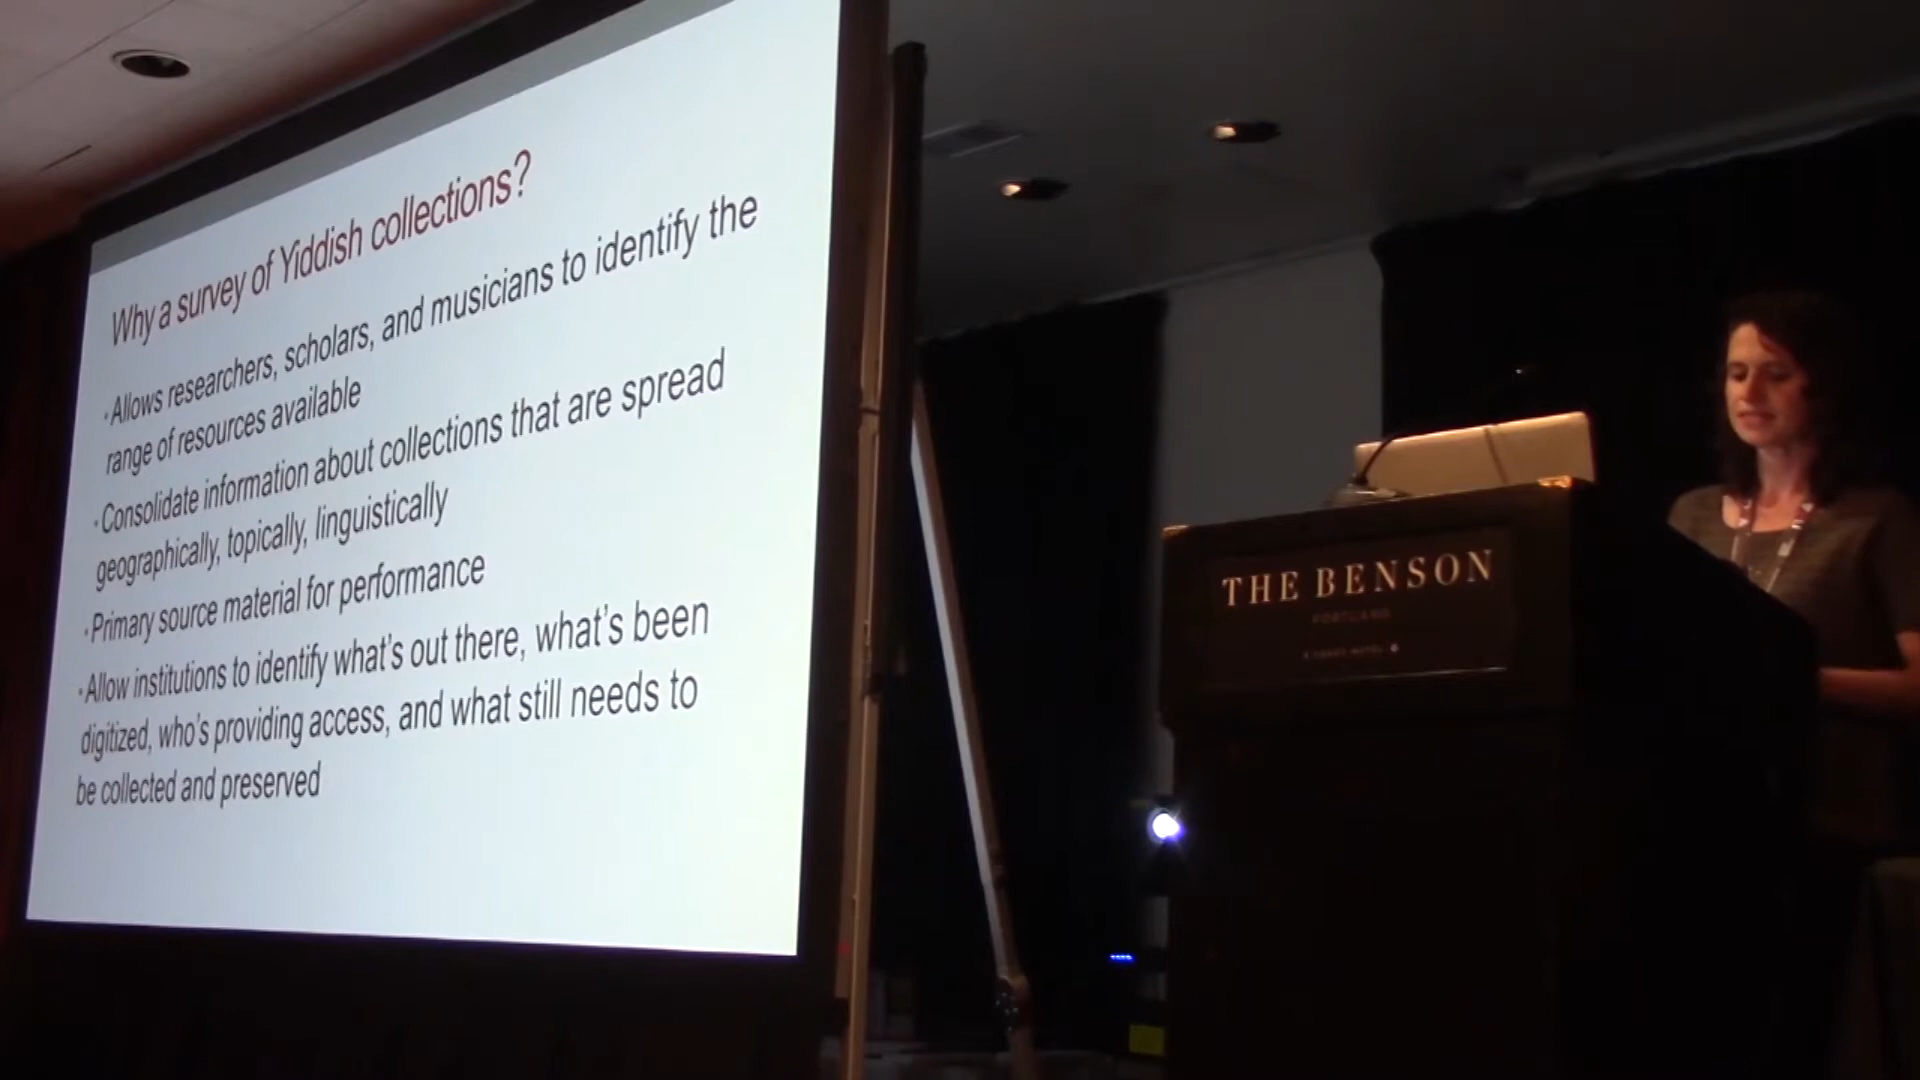 Why a survey of Yiddish collections?
•Allows researchers, scholars, and musicians to identify the
range of resources available
•Consolidate information about collections that are spread
geographically, topically, linguistically
•Primary source material for performance
•Allow institutions to identify what's out there, what's been
digitized, who's providing access, and what still needs to
be collected and preserved
THE BENSON
PORTLAND